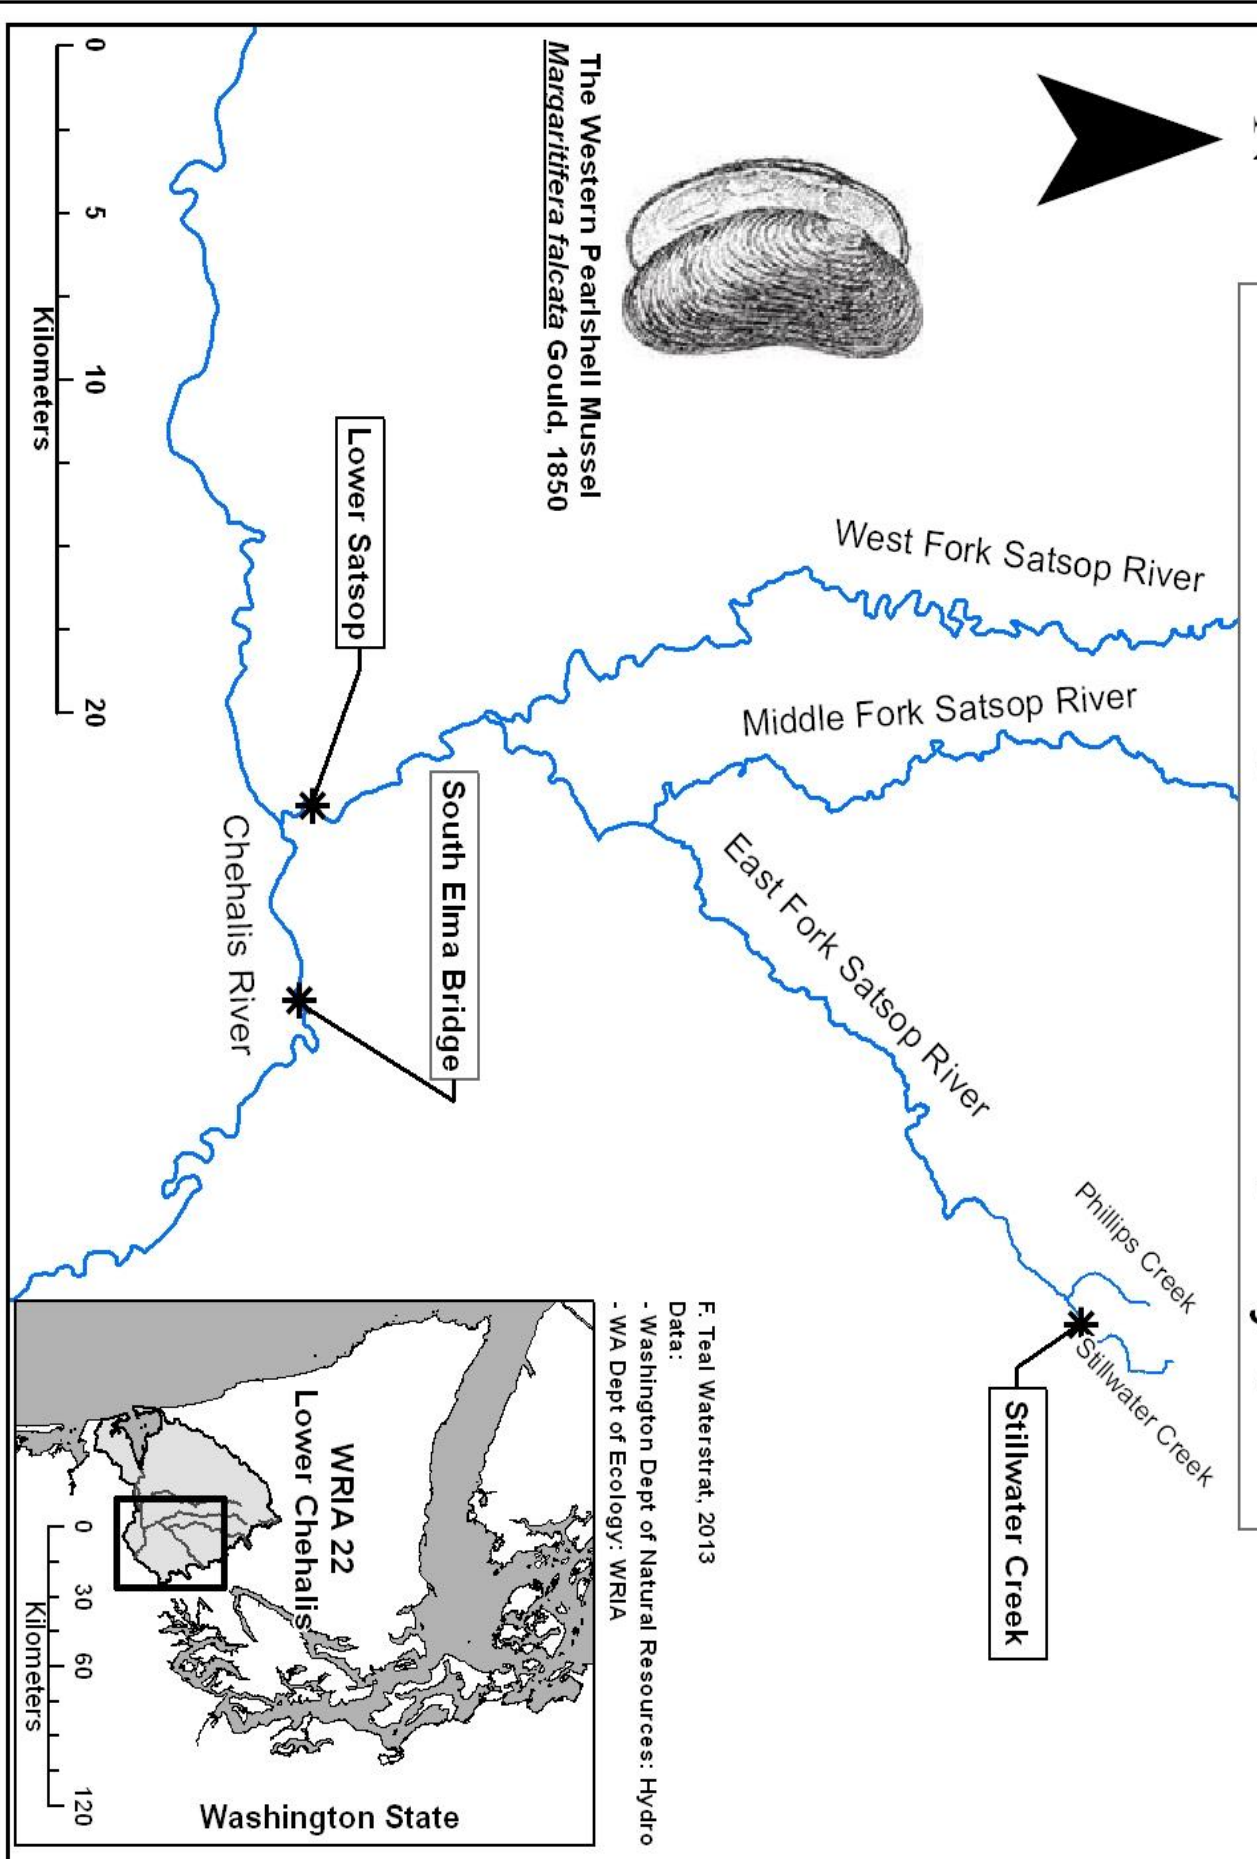 West Fork Satsop River
Middle Fork Satsop River
East Fork Satsop River
Phillips Creek
Stillwater Creek
Stillwater Creek
The Western Pearlshell Mussel
Margaritifera falcata Gould, 1850
South Elma Bridge
Lower Satsop
Chehalis River
0 5 10 20
Kilometers
F. Teal Waterstrat, 2013
Data:
- Washington Dept of Natural Resources: Hydro
- WA Dept of Ecology: WRIA
WRIA 22
Lower Chehalis
Washington State
0 30 60 120
Kilometers